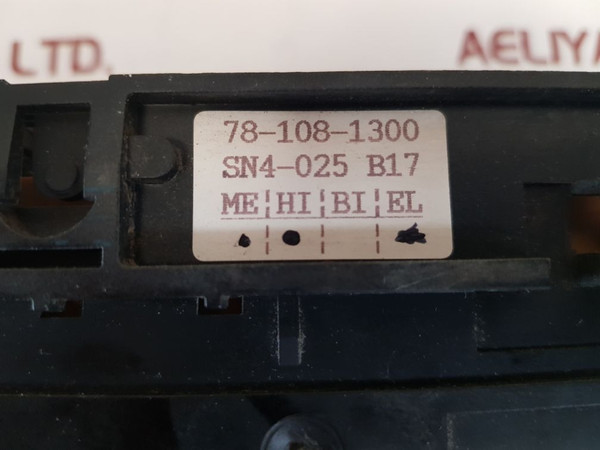 LTD.
AELIYA
78-108-1300
SN4-025 B17
ME HI BI EL